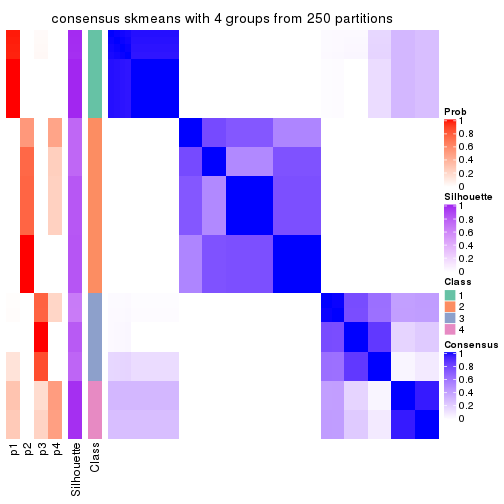 consensus skmeans with 4 groups from 250 partitions
Prob
1
0.8
0.6
0.4
0.2
0
Silhouette
1
0.8
0.6
0.4
0.2
0
Class
1
2
3
4
Consensus
1
0.8
0.6
0.4
0.2
0
p1
p2
p3
p4
Silhouette
Class